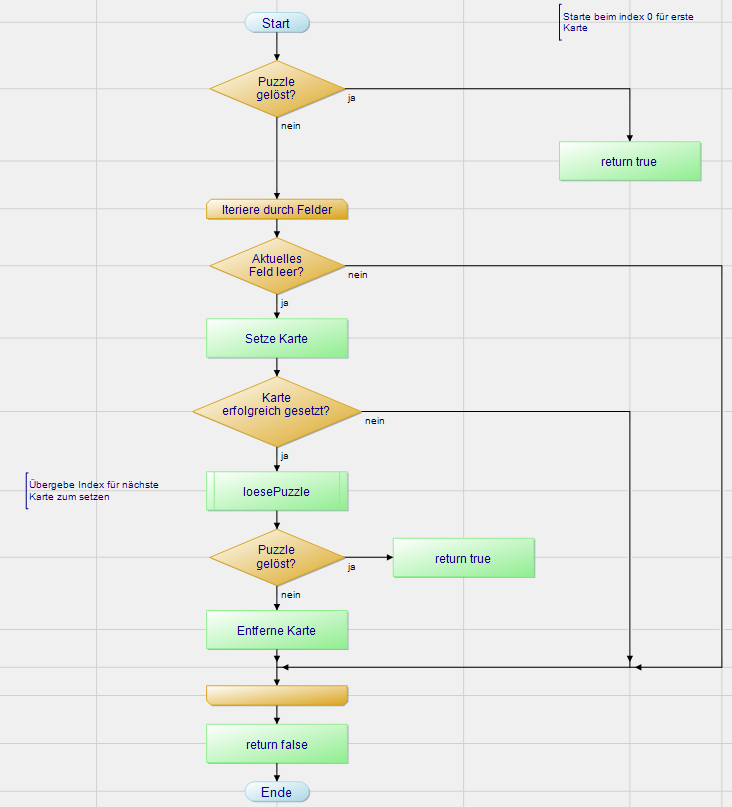 Start
Starte beim index 0 für erste
Karte
Puzzle
gelöst?
ja
nein
return true
Iteriere durch Felder
Aktuelles
Feld leer?
nein
ja
Setze Karte
Karte
erfolgreich gesetzt?
nein
ja
Übergebe Index für nächste
Karte zum setzen
loesePuzzle
Puzzle
gelöst?
ja
return true
nein
Entferne Karte
return false
Ende